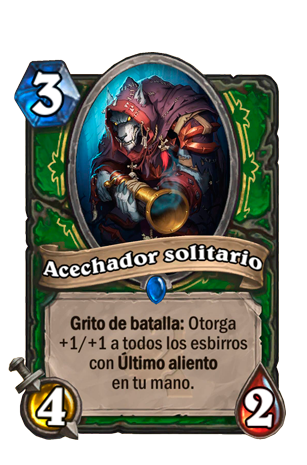 3
Acechador solitario
Grito de batalla: Otorga
+1/+1 a todos los esbirros
con Último aliento
en tu mano.
4
2